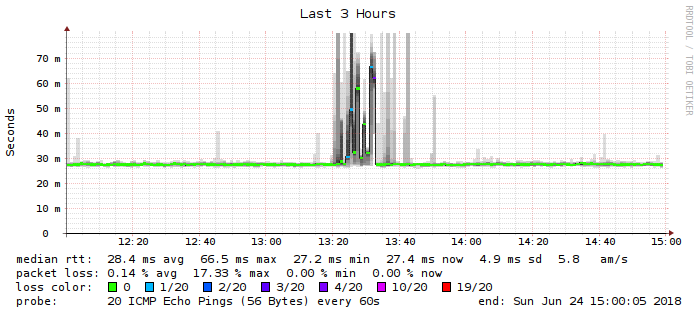 Last 3 Hours
RRDTOOL / TOBI OETIKER
Seconds
70 m
60 m
50 m
40 m
30 m
20 m
10 m
0
12:20 12:40 13:00 13:20 13:40 14:00 14:20 14:40 15:00
median rtt: 28.4 ms avg 66.5 ms max 27.2 ms min 27.4 ms now 4.9 ms sd 5.8 am/s
packet loss: 0.14 % avg 17.33 % max 0.00 % min 0.00 % now
loss color: 0 1/20 2/20 3/20 4/20 10/20 19/20
probe: 20 ICMP Echo Pings (56 Bytes) every 60s end: Sun Jun 24 15:00:05 2018